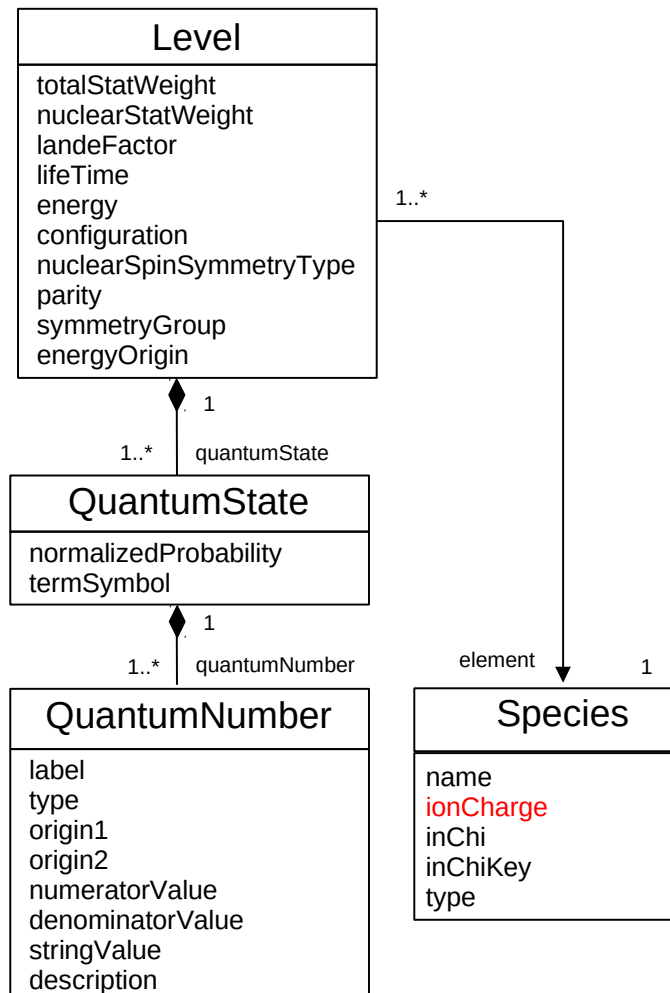 Level
totalStatWeight
nuclearStatWeight
landeFactor
lifeTime
energy
configuration
nuclearSpinSymmetryType
parity
symmetryGroup
energyOrigin
1..*
1
1..* quantumState
QuantumState
normalizedProbability
termSymbol
1
1..* quantumNumber
element 1
QuantumNumber
label
type
origin1
origin2
numeratorValue
denominatorValue
stringValue
description
Species
name
ionCharge
inChi
inChiKey
type